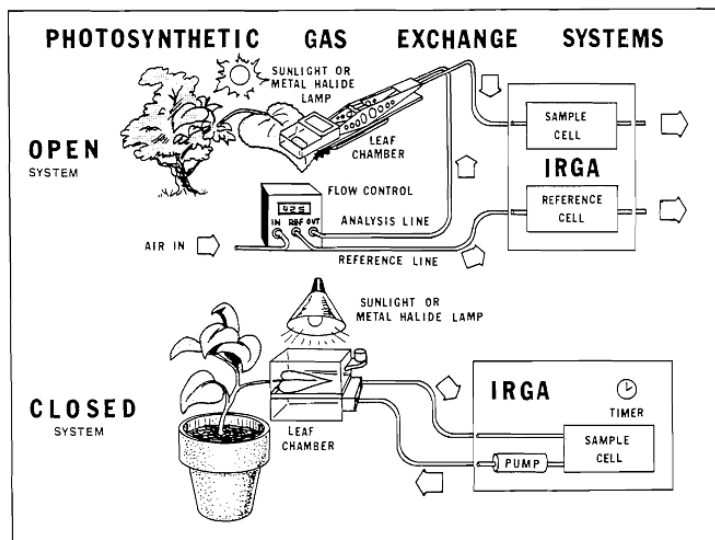 PHOTOSYNTHETIC GAS EXCHANGE SYSTEMS
SUNLIGHT OR
METAL HALIDE
LAMP
OPEN
SYSTEM
LEAF
CHAMBER
SAMPLE
CELL
IRGA
REFERENCE
CELL
FLOW CONTROL
425
IN REF OUT
ANALYSIS LINE
AIR IN
REFERENCE LINE
SUNLIGHT OR
METAL HALIDE LAMP
CLOSED
SYSTEM
LEAF
CHAMBER
IRGA
TIMER
SAMPLE
CELL
PUMP